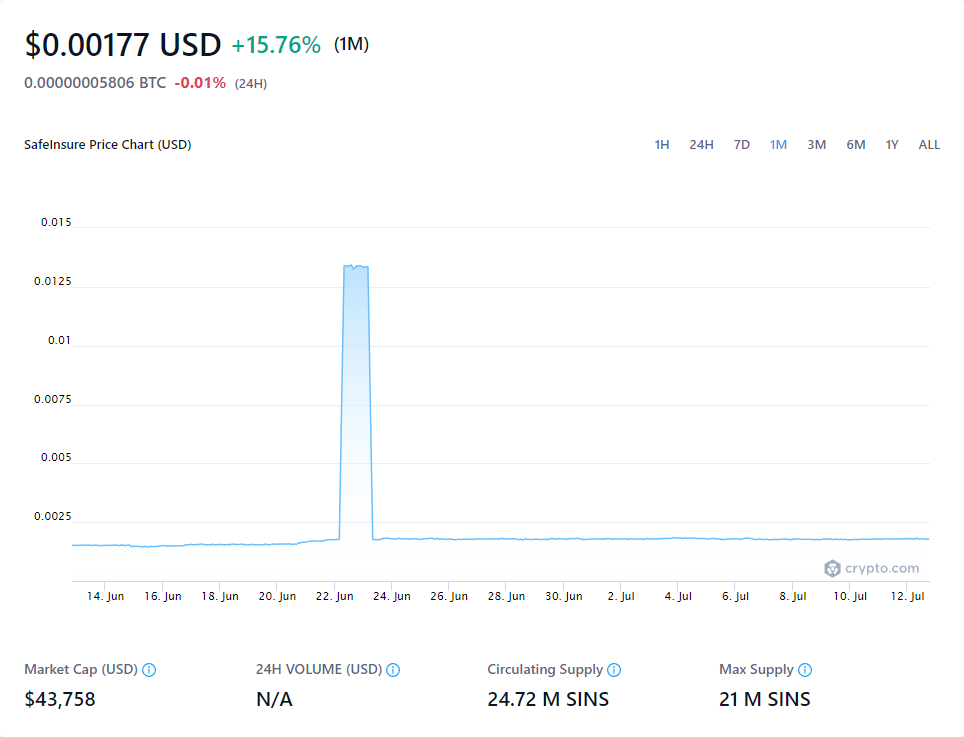 $0.00177 USD +15.76% (1M)
0.00000005806 BTC -0.01% (24H)
SafeInsure Price Chart (USD) 1H 24H 7D 1M 3M 6M 1Y ALL
0.015
0.0125
0.01
0.0075
0.005
0.0025
crypto.com
14. Jun 16. Jun 18. Jun 20. Jun 22. Jun 24. Jun 26. Jun 28. Jun 30. Jun 2. Jul 4. Jul 6. Jul 8. Jul 10. Jul 12. Jul
Market Cap (USD) 24H VOLUME (USD) Circulating Supply Max Supply
$43,758 N/A 24.72 M SINS 21 M SINS